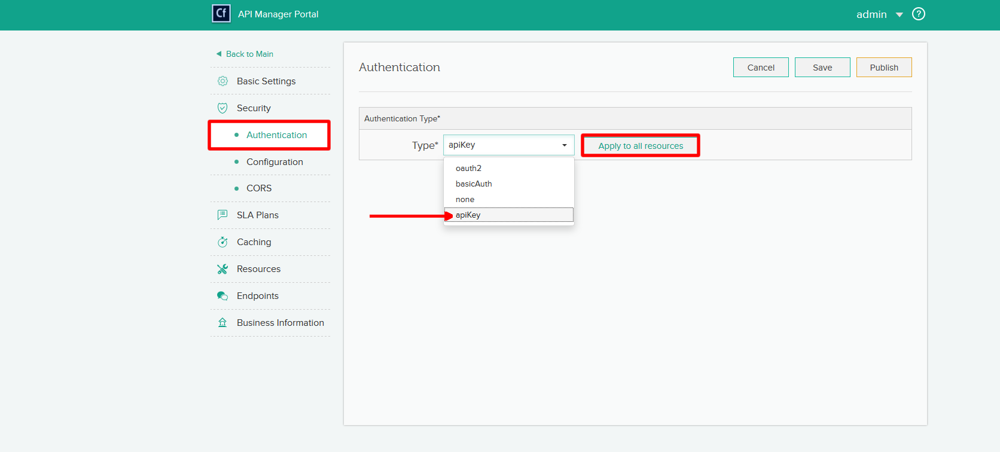 Cf API Manager Portal
admin ?
Back to Main
Basic Settings
Security
Authentication
Configuration
CORS
SLA Plans
Caching
Resources
Endpoints
Business Information
Authentication
Cancel
Save
Publish
Authentication Type*
Type* apiKey
Apply to all resources
oauth2
basicAuth
none
apiKey